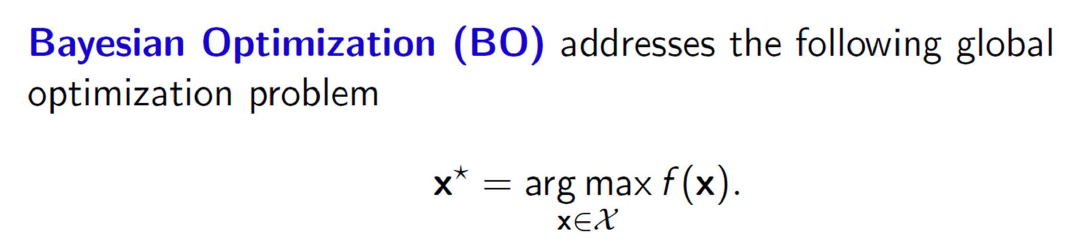 Bayesian Optimization (BO) addresses the following global
optimization problem
x⋆ = arg max f(x).
x∈𝒳